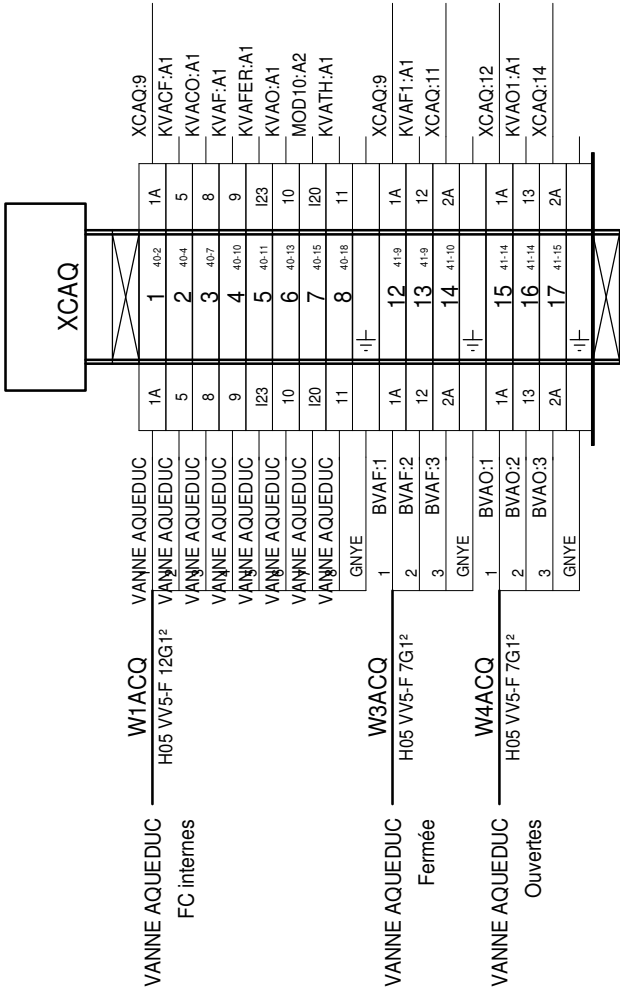 XCAQ
VANNE AQUEDUC
FC internes
W1ACQ
H05 VV5-F 12G1²
VANNE AQUEDUC 1A 1 40-2 1A XCAQ:9
2 VANNE AQUEDUC 5 2 40-4 5 KVACF:A1
3 VANNE AQUEDUC 8 3 40-7 8 KVACO:A1
4 VANNE AQUEDUC 9 4 40-10 9 KVAF:A1
5 VANNE AQUEDUC I23 5 40-11 I23 KVAFER:A1
6 VANNE AQUEDUC 10 6 40-13 10 KVAO:A1
7 VANNE AQUEDUC I20 7 40-15 I20 MOD10:A2
8 VANNE AQUEDUC 11 8 40-18 11 KVATH:A1
GNYE
VANNE AQUEDUC
Fermée
W3ACQ
H05 VV5-F 7G1²
1 BVAF:1 1A 12 41-9 1A XCAQ:9
2 BVAF:2 12 13 41-9 12 KVAF1:A1
3 BVAF:3 2A 14 41-10 2A XCAQ:11
GNYE
VANNE AQUEDUC
Ouvertes
W4ACQ
H05 VV5-F 7G1²
1 BVAO:1 1A 15 41-14 1A XCAQ:12
2 BVAO:2 13 16 41-14 13 KVAO1:A1
3 BVAO:3 2A 17 41-15 2A XCAQ:14
GNYE